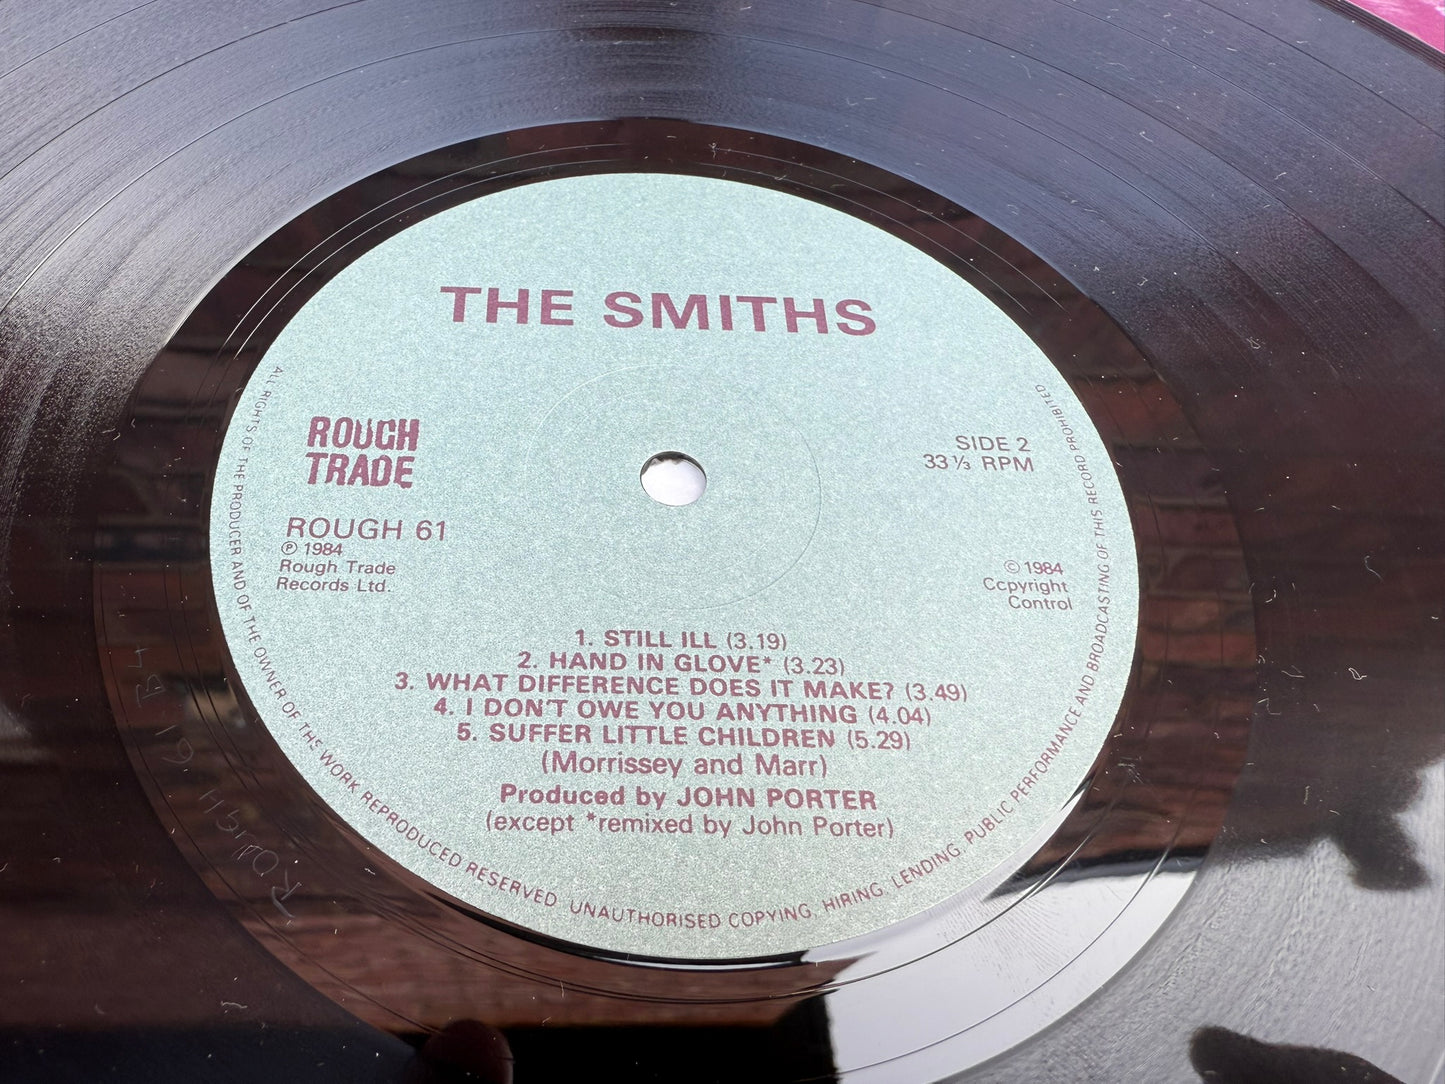 THE SMITHS
ROUGH
TRADE
ROUGH 61
℗ 1984
Rough Trade
Records Ltd.
SIDE 2
33⅓ RPM
© 1984
Copyright
Control
1. STILL ILL (3.19)
2. HAND IN GLOVE* (3.23)
3. WHAT DIFFERENCE DOES IT MAKE? (3.49)
4. I DON'T OWE YOU ANYTHING (4.04)
5. SUFFER LITTLE CHILDREN (5.29)
(Morrissey and Marr)
Produced by JOHN PORTER
(except *remixed by John Porter)
ALL RIGHTS OF THE PRODUCER AND OF THE OWNER OF THS WORK REPRODUCED RESERVED UNAUTHORISED COPYING, HIRING, LENDING, PUBLIC PERFORMANCE AND BROADCASTING OF THIS RECORD PROHIBITED
ROUGH 61 B4